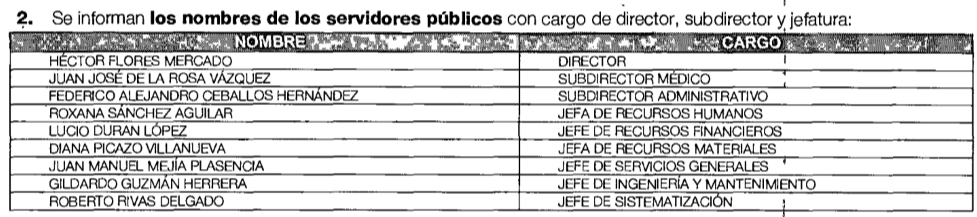 2. Se informan los nombres de los servidores públicos con cargo de director, subdirector y jefatura:
NOMBRE CARGO
HÉCTOR FLORES MERCADO DIRECTOR
JUAN JOSÉ DE LA ROSA VÁZQUEZ SUBDIRECTOR MÉDICO
FEDERICO ALEJANDRO CEBALLOS HERNÁNDEZ SUBDIRECTOR ADMINISTRATIVO
ROXANA SÁNCHEZ AGUILAR JEFA DE RECURSOS HUMANOS
LUCIO DURAN LÓPEZ JEFE DE RECURSOS FINANCIEROS
DIANA PICAZO VILLANUEVA JEFA DE RECURSOS MATERIALES
JUAN MANUEL MEJÍA PLASENCIA JEFE DE SERVICIOS GENERALES
GILDARDO GUZMÁN HERRERA JEFE DE INGENIERÍA Y MANTENIMIENTO
ROBERTO RIVAS DELGADO JEFE DE SISTEMATIZACIÓN